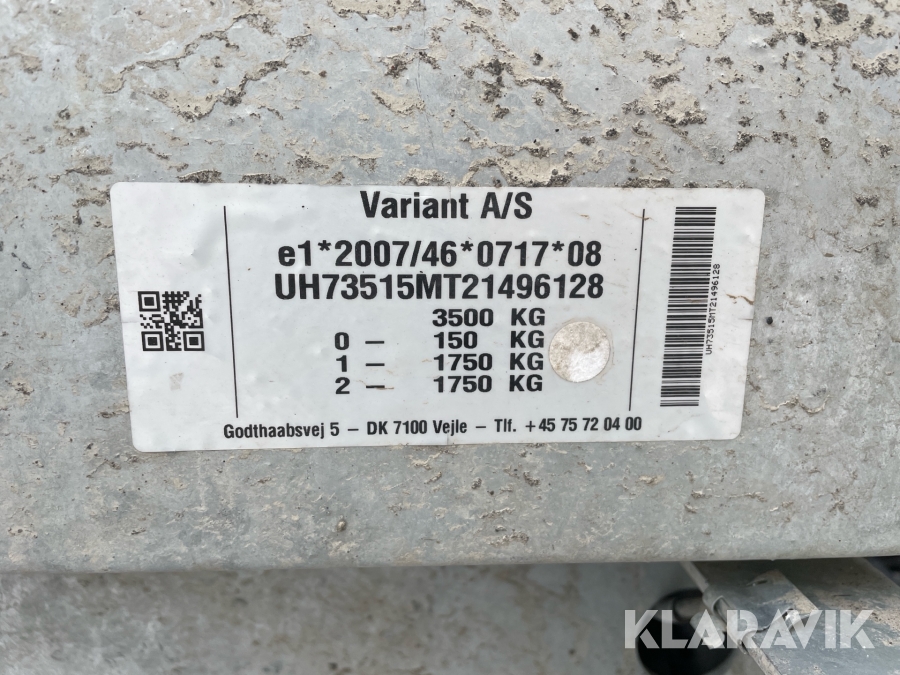 Variant A/S
e1*2007/46*0717*08
UH73515MT21496128
3500 KG
0 – 150 KG
1 – 1750 KG
2 – 1750 KG
Godthaabsvej 5 – DK 7100 Vejle – Tlf. +45 75 72 04 00
UH73515MT21496128
KLARAVIK